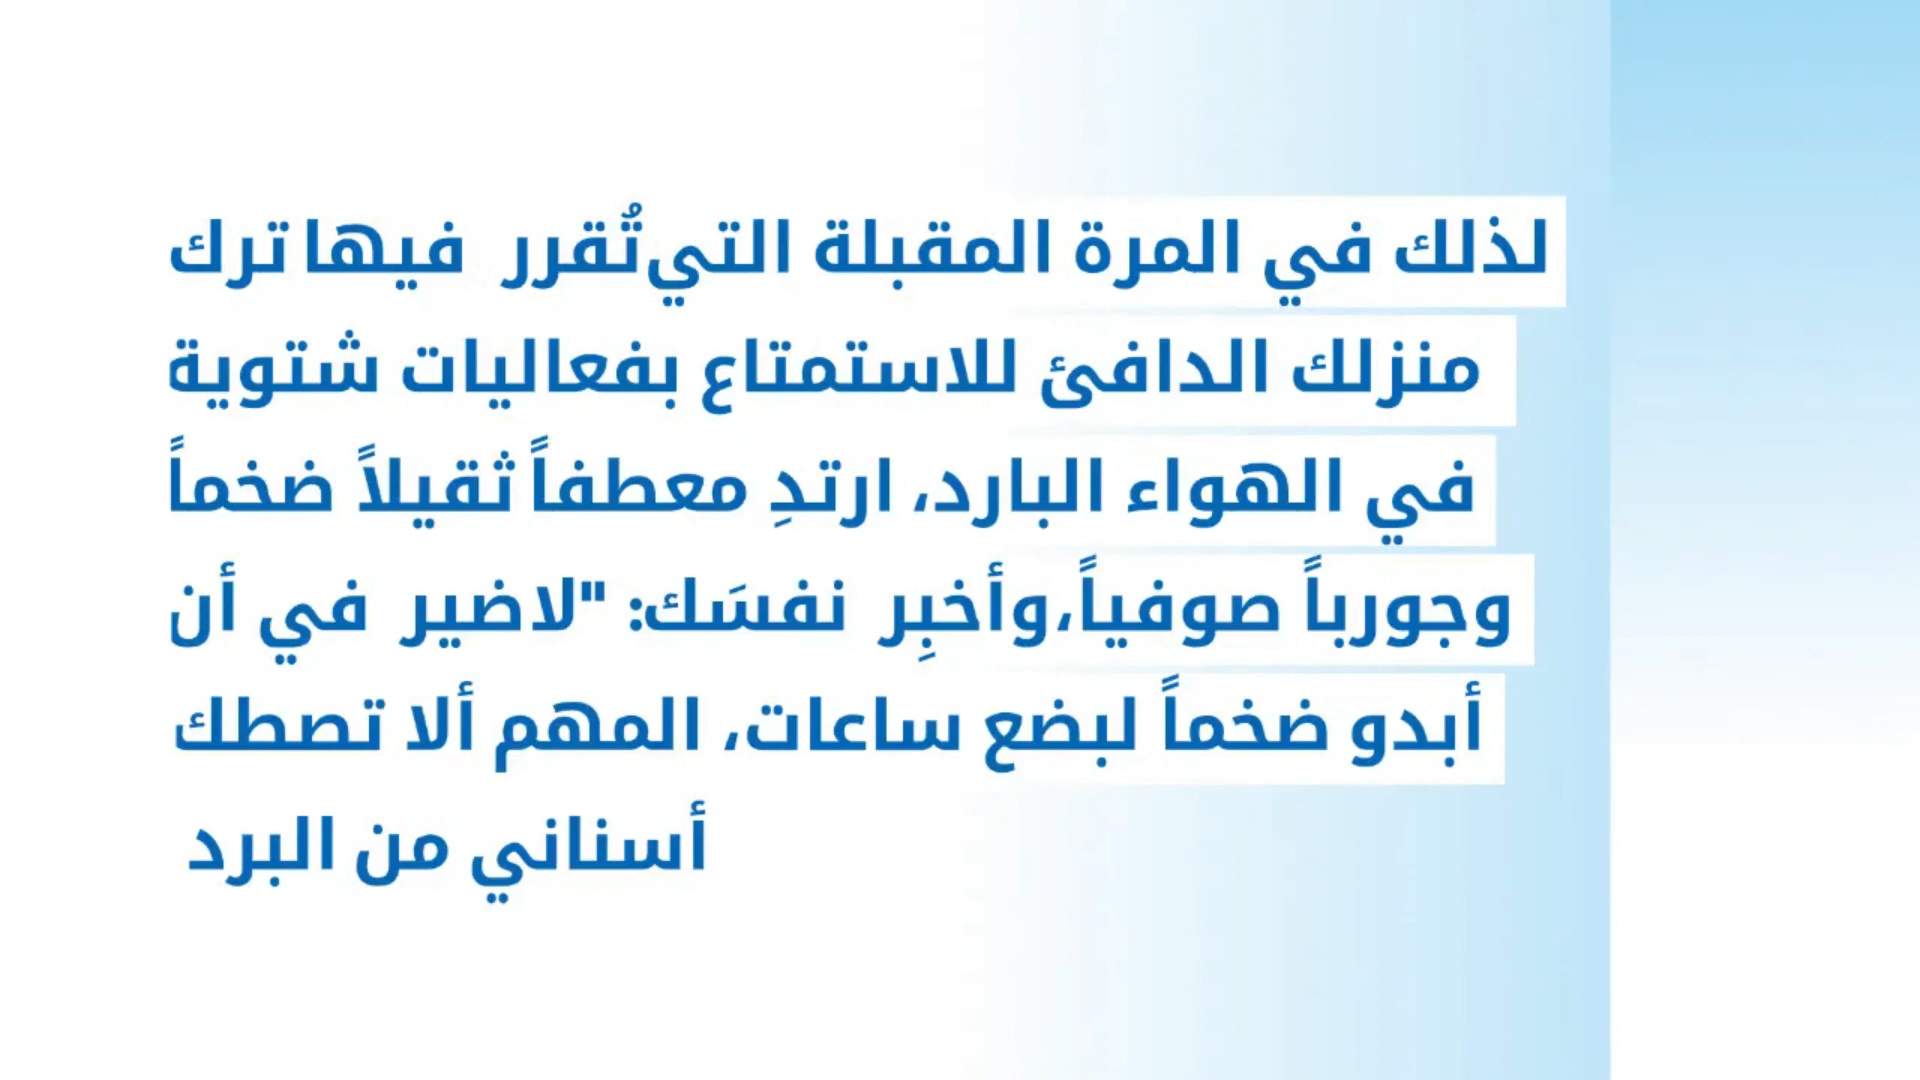 لذلك في المرة المقبلة التي تُقرر فيها ترك
منزلك الدافئ للاستمتاع بفعاليات شتوية
في الهواء البارد، ارتدِ معطفاً ثقيلاً ضخماً
وجورباً صوفياً،وأخبِر نفسَك: "لاضير في أن
أبدو ضخماً لبضع ساعات، المهم ألا تصطك
أسناني من البرد